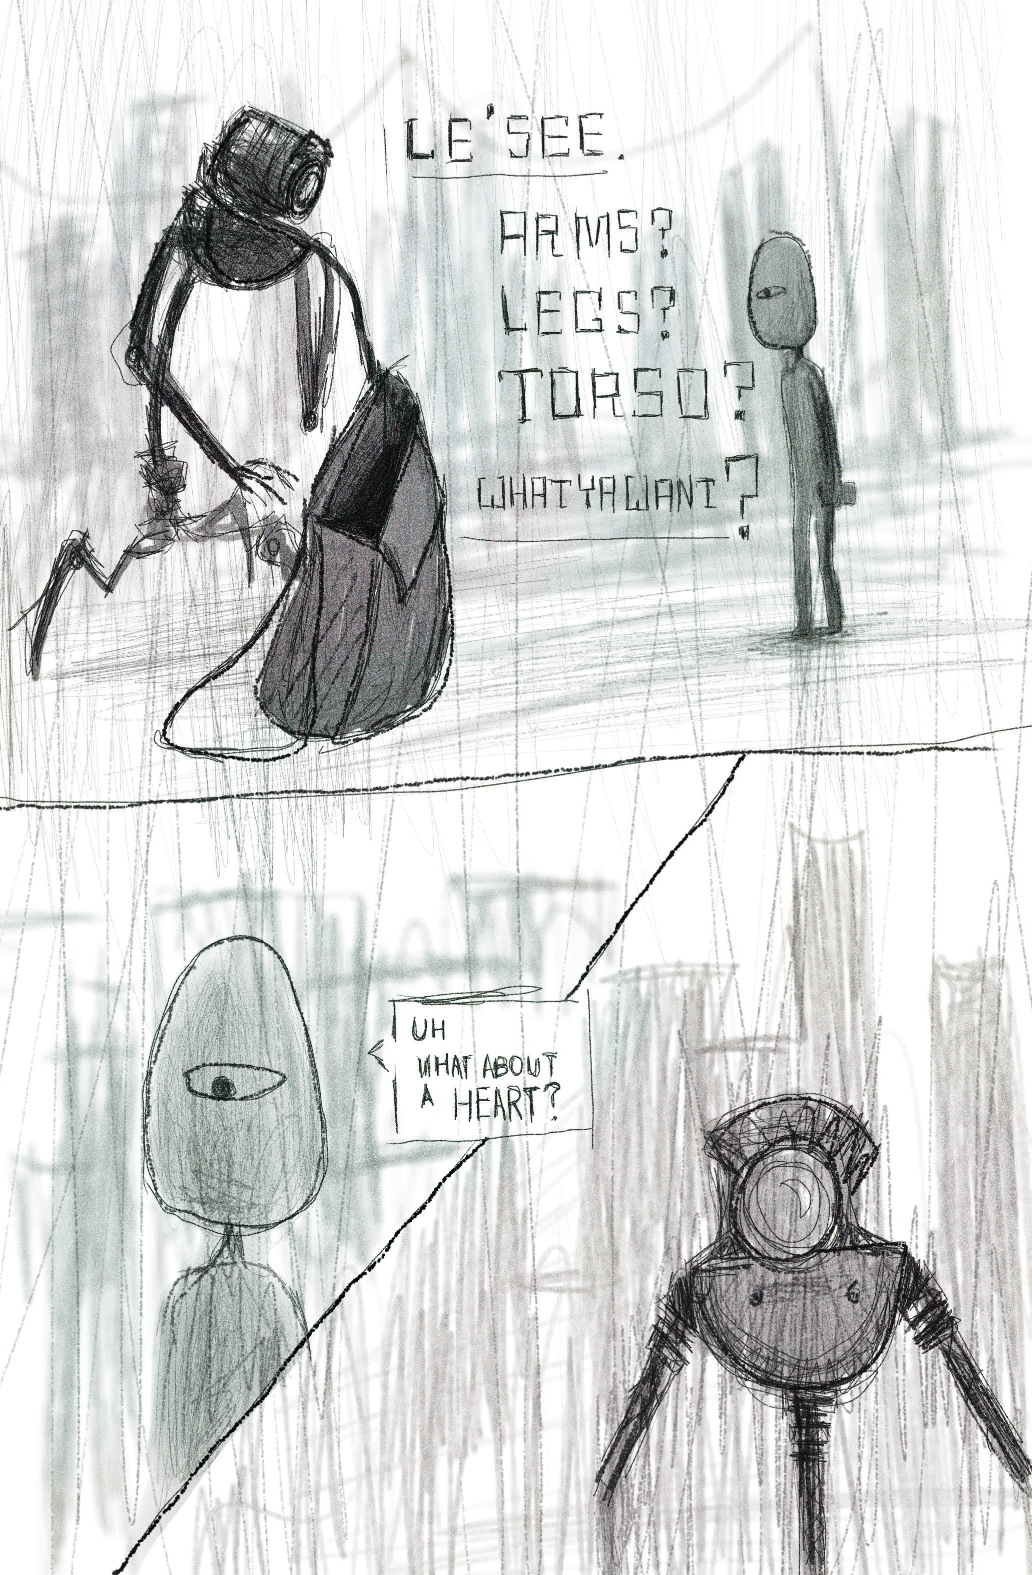 LE'SEE.
ARMS?
LEGS?
TORSO?
WHATYAWANT?
UH
WHAT ABOUT
A HEART?